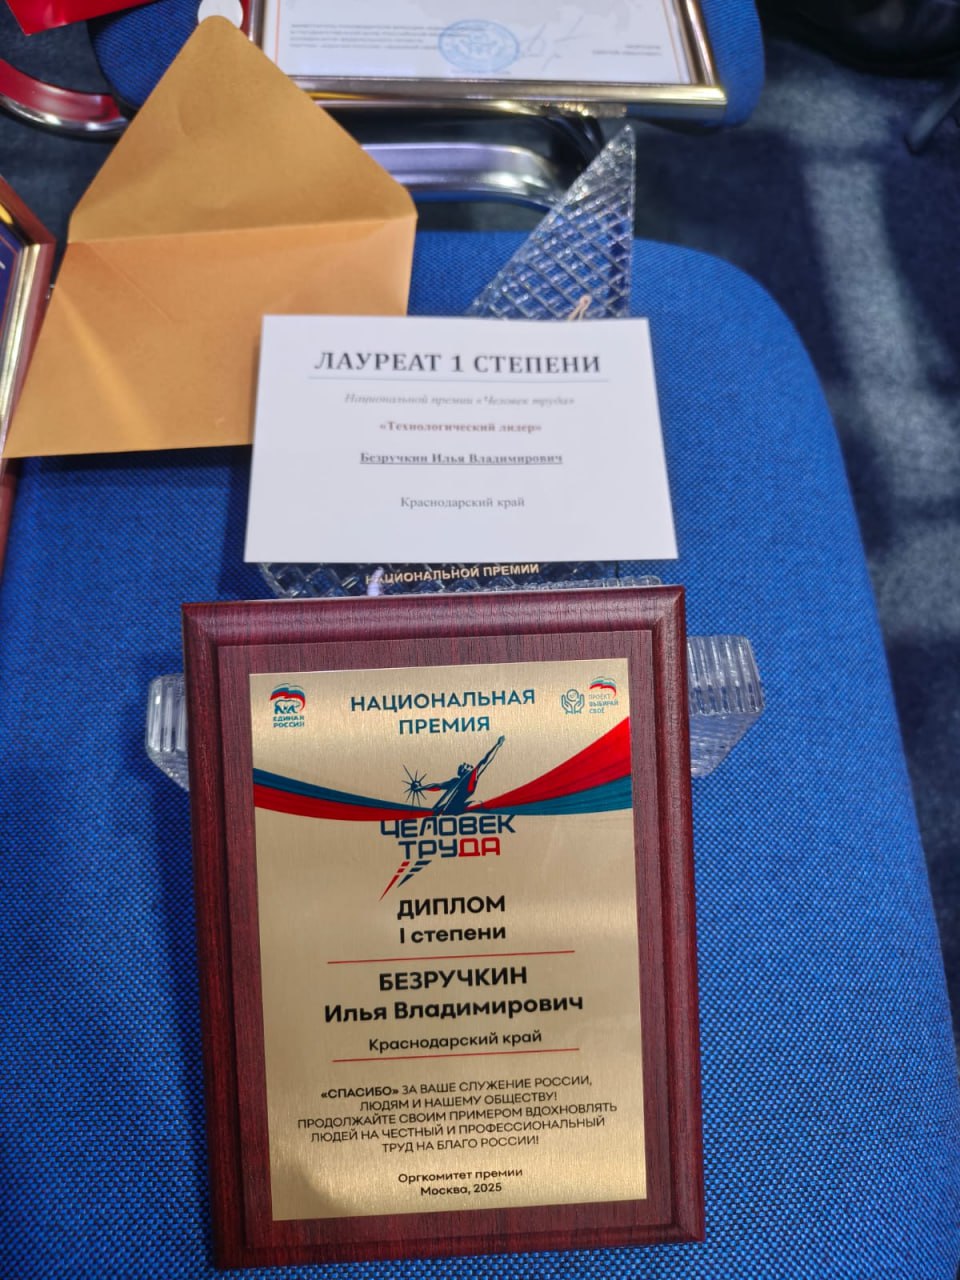 ЛАУРЕАТ 1 СТЕПЕНИ
Национальной премии «Человек труда»
«Технологический лидер»
Безручкин Илья Владимирович
Краснодарский край
НАЦИОНАЛЬНОЙ ПРЕМИИ
ЕДИНАЯ
РОССИЯ
НАЦИОНАЛЬНАЯ
ПРЕМИЯ
ПРОЕКТ
ВЫБИРАЙ
СВОЁ
ЧЕЛОВЕК
ТРУДА
ДИПЛОМ
I степени
БЕЗРУЧКИН
Илья Владимирович
Краснодарский край
«СПАСИБО» ЗА ВАШЕ СЛУЖЕНИЕ РОССИИ,
ЛЮДЯМ И НАШЕМУ ОБЩЕСТВУ!
ПРОДОЛЖАЙТЕ СВОИМ ПРИМЕРОМ ВДОХНОВЛЯТЬ
ЛЮДЕЙ НА ЧЕСТНЫЙ И ПРОФЕССИОНАЛЬНЫЙ
ТРУД НА БЛАГО РОССИИ!
Оргкомитет премии
Москва, 2025